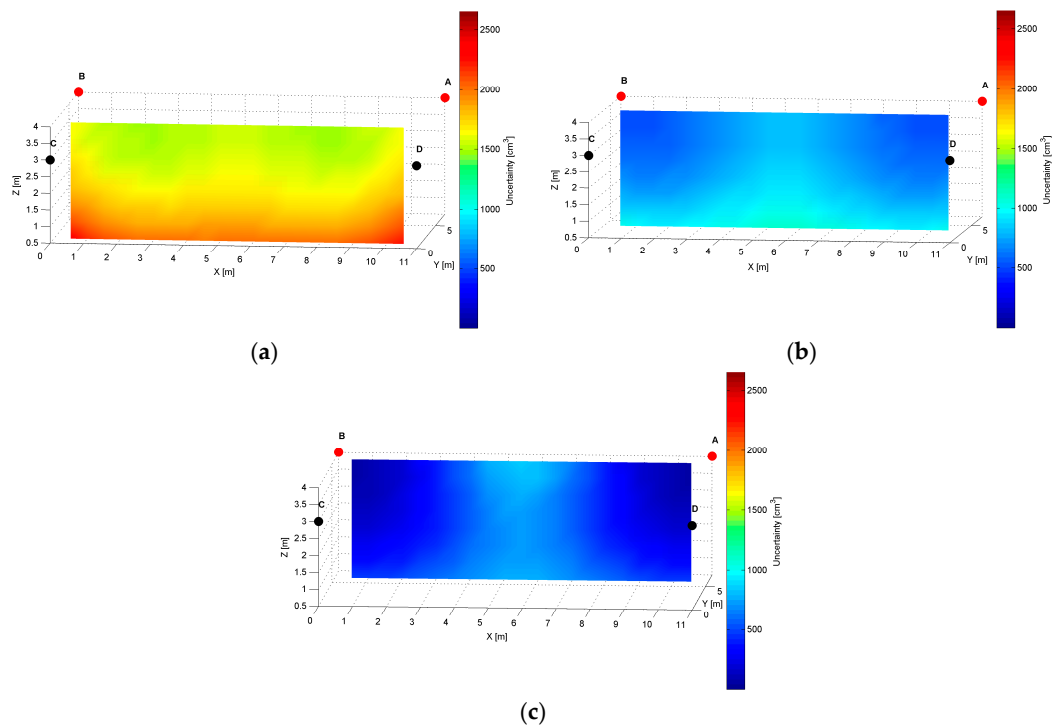 B
A
C
D
4
3.5
3
2.5
2
1.5
1
0.5
Z [m]
0 1 2 3 4 5 6 7 8 9 10 11
X [m]
0
5
Y [m]
2500
2000
1500
1000
500
Uncertainty [cm³]
(a)
B
A
C
D
4
3.5
3
2.5
2
1.5
1
0.5
Z [m]
0 1 2 3 4 5 6 7 8 9 10 11
X [m]
0
5
Y [m]
2500
2000
1500
1000
500
Uncertainty [cm³]
(b)
B
A
C
D
4
3.5
3
2.5
2
1.5
1
0.5
Z [m]
0 1 2 3 4 5 6 7 8 9 10 11
X [m]
0
5
Y [m]
2500
2000
1500
1000
500
Uncertainty [cm³]
(c)